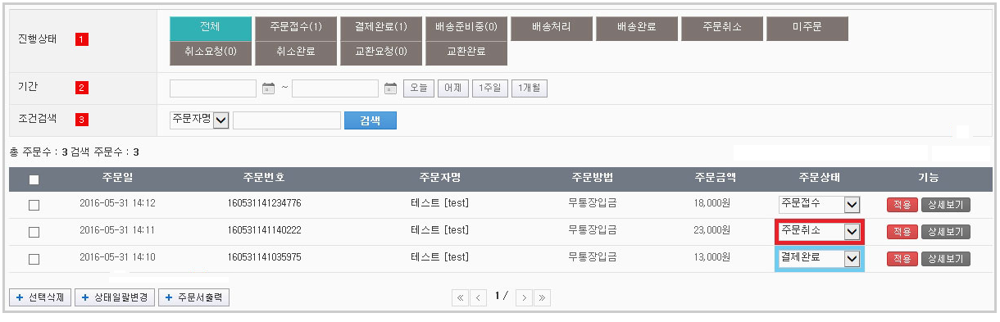 진행상태 1 전체 주문접수(1) 결제완료(1) 배송준비중(0) 배송처리 배송완료 주문취소 미주문
취소요청(0) 취소완료 교환요청(0) 교환완료
기간 2 ~ 오늘 어제 1주일 1개월
조건검색 3 주문자명 검색
총 주문수 : 3 검색 주문수 : 3
주문일 주문번호 주문자명 주문방법 주문금액 주문상태 기능
2016-05-31 14:12 160531141234776 테스트 [test] 무통장입금 18,000원 주문접수 적용 상세보기
2016-05-31 14:11 160531141140222 테스트 [test] 무통장입금 23,000원 주문취소 적용 상세보기
2016-05-31 14:10 160531141035975 테스트 [test] 무통장입금 13,000원 결제완료 적용 상세보기
+ 선택삭제 + 상태일괄변경 + 주문서출력 « < 1 / > »